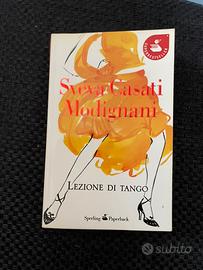 Sveva Casati
Modignani
LEZIONE DI TANGO
Sperling Paperback
subito